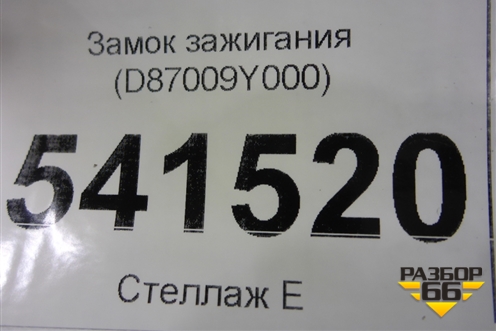 Замок зажигания
(D87009Y000)
541520
Стеллаж Е
РАЗБОР
66